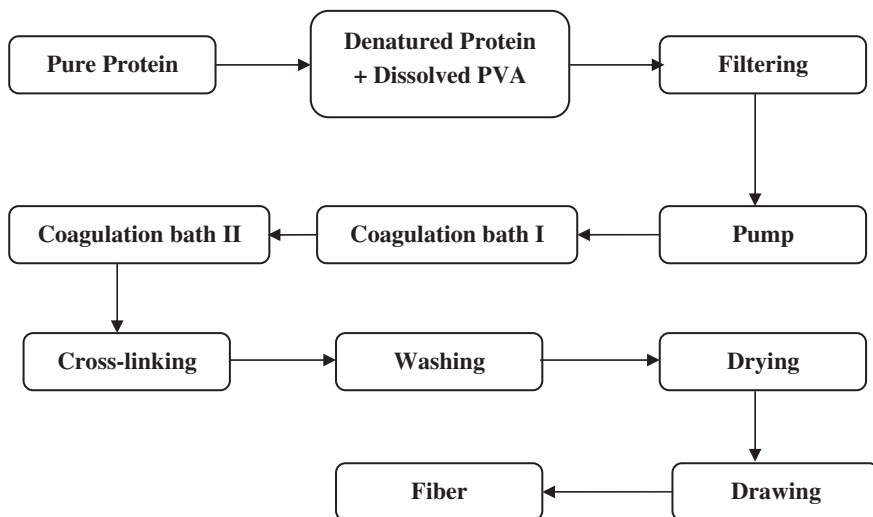 Pure Protein
Denatured Protein
+ Dissolved PVA
Filtering
Pump
Coagulation bath I
Coagulation bath II
Cross-linking
Washing
Drying
Drawing
Fiber